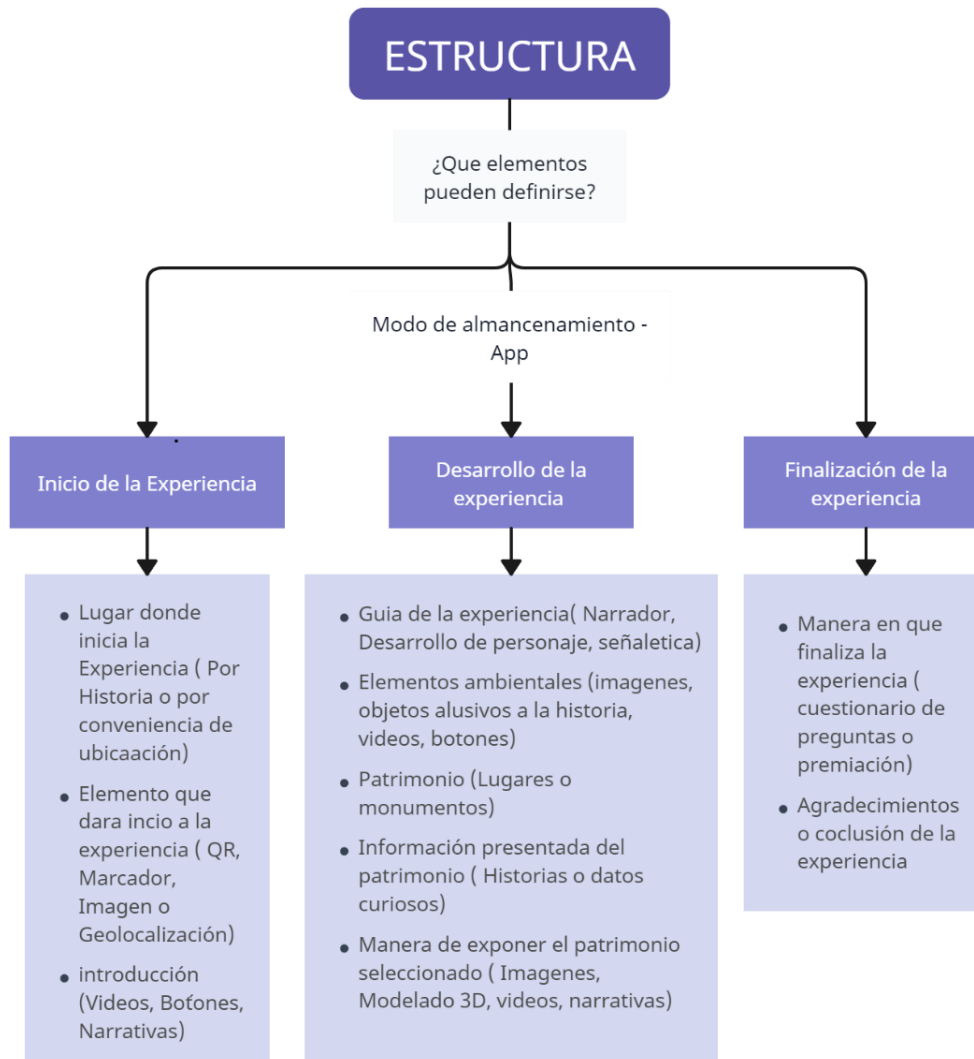 ESTRUCTURA
¿Que elementos
pueden definirse?
Modo de almancenamiento -
App
Inicio de la Experiencia
Desarrollo de la
experiencia
Finalización de la
experiencia
• Lugar donde
inicia la
Experiencia ( Por
Historia o por
conveniencia de
ubicaación)
• Elemento que
dara incio a la
experiencia ( QR,
Marcador,
Imagen o
Geolocalización)
• introducción
(Videos, Botones,
Narrativas)
• Guia de la experiencia( Narrador,
Desarrollo de personaje, señaletica)
• Elementos ambientales (imagenes,
objetos alusivos a la historia,
videos, botones)
• Patrimonio (Lugares o
monumentos)
• Información presentada del
patrimonio ( Historias o datos
curiosos)
• Manera de exponer el patrimonio
seleccionado ( Imagenes,
Modelado 3D, videos, narrativas)
• Manera en que
finaliza la
experiencia (
cuestionario de
preguntas o
premiación)
• Agradecimientos
o coclusión de la
experiencia